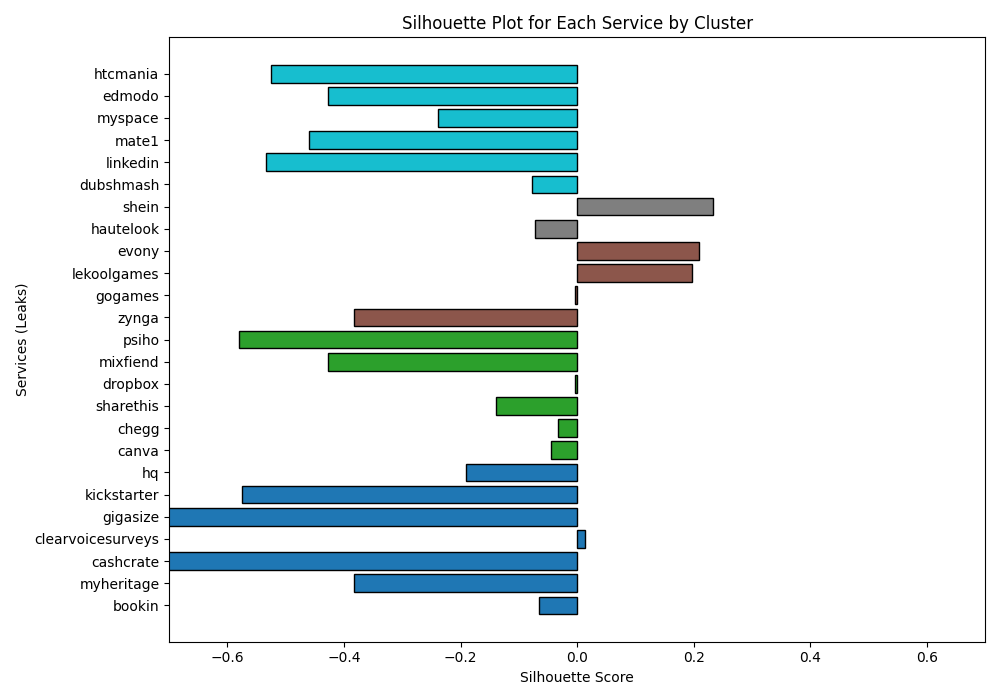 Silhouette Plot for Each Service by Cluster
Services (Leaks)
htcmania
edmodo
myspace
mate1
linkedin
dubshmash
shein
hautelook
evony
lekoolgames
gogames
zynga
psiho
mixfiend
dropbox
sharethis
chegg
canva
hq
kickstarter
gigasize
clearvoicesurveys
cashcrate
myheritage
bookin
−0.6 −0.4 −0.2 0.0 0.2 0.4 0.6
Silhouette Score